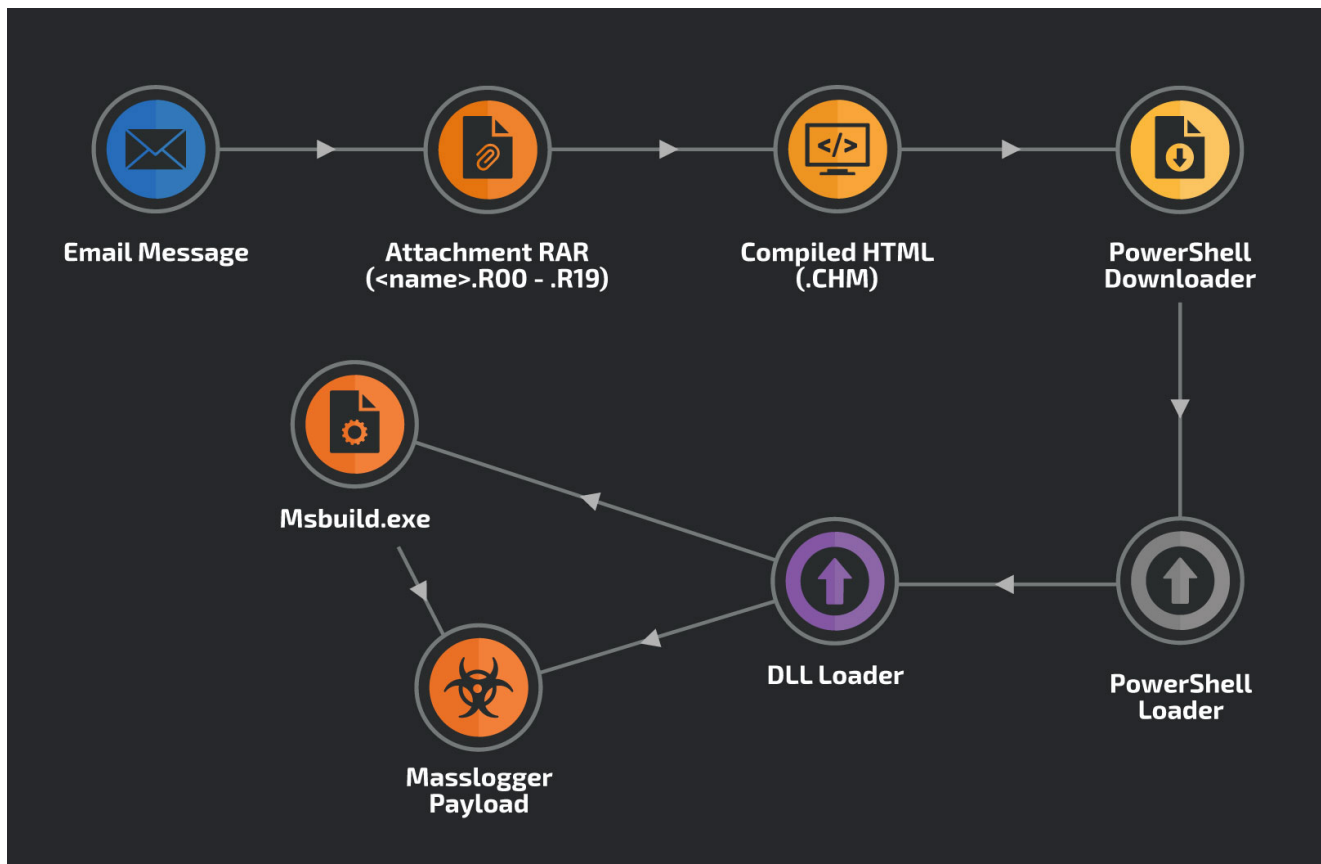 Email Message
Attachment RAR
(<name>.R00 - .R19)
Compiled HTML
(.CHM)
PowerShell
Downloader
Msbuild.exe
DLL Loader
PowerShell
Loader
Masslogger
Payload